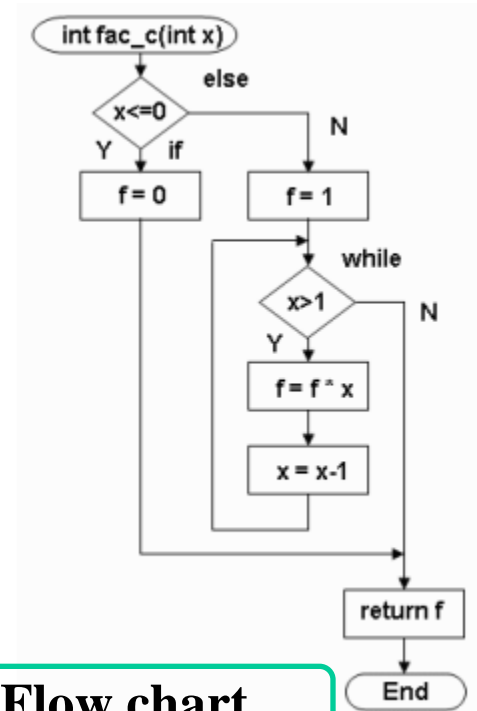 int fac_c(int x)
else
x<=0
N
Y if
f = 0
f = 1
while
x>1
N
Y
f = f * x
x = x-1
return f
End
Flow chart